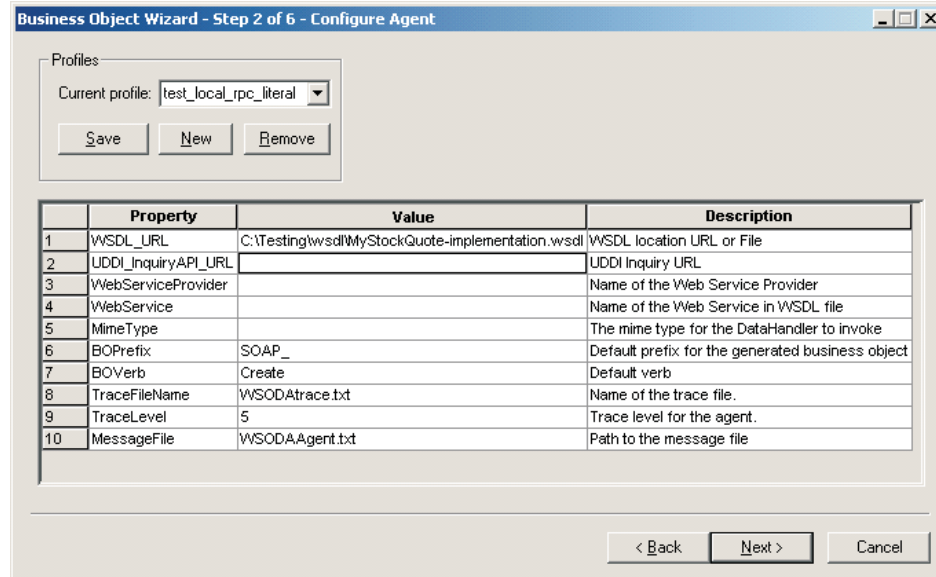 Business Object Wizard - Step 2 of 6 - Configure Agent
Profiles
Current profile: test_local_rpc_literal
Save New Remove
Property Value Description
1 WSDL_URL C:\Testing\wsdl\MyStockQuote-implementation.wsdl WSDL location URL or File
2 UDDI_InquiryAPI_URL UDDI Inquiry URL
3 WebServiceProvider Name of the Web Service Provider
4 WebService Name of the Web Service in WSDL file
5 MimeType The mime type for the DataHandler to invoke
6 BOPrefix SOAP_ Default prefix for the generated business object
7 BOVerb Create Default verb
8 TraceFileName WSODAtrace.txt Name of the trace file.
9 TraceLevel 5 Trace level for the agent.
10 MessageFile WSODAAgent.txt Path to the message file
< Back Next > Cancel